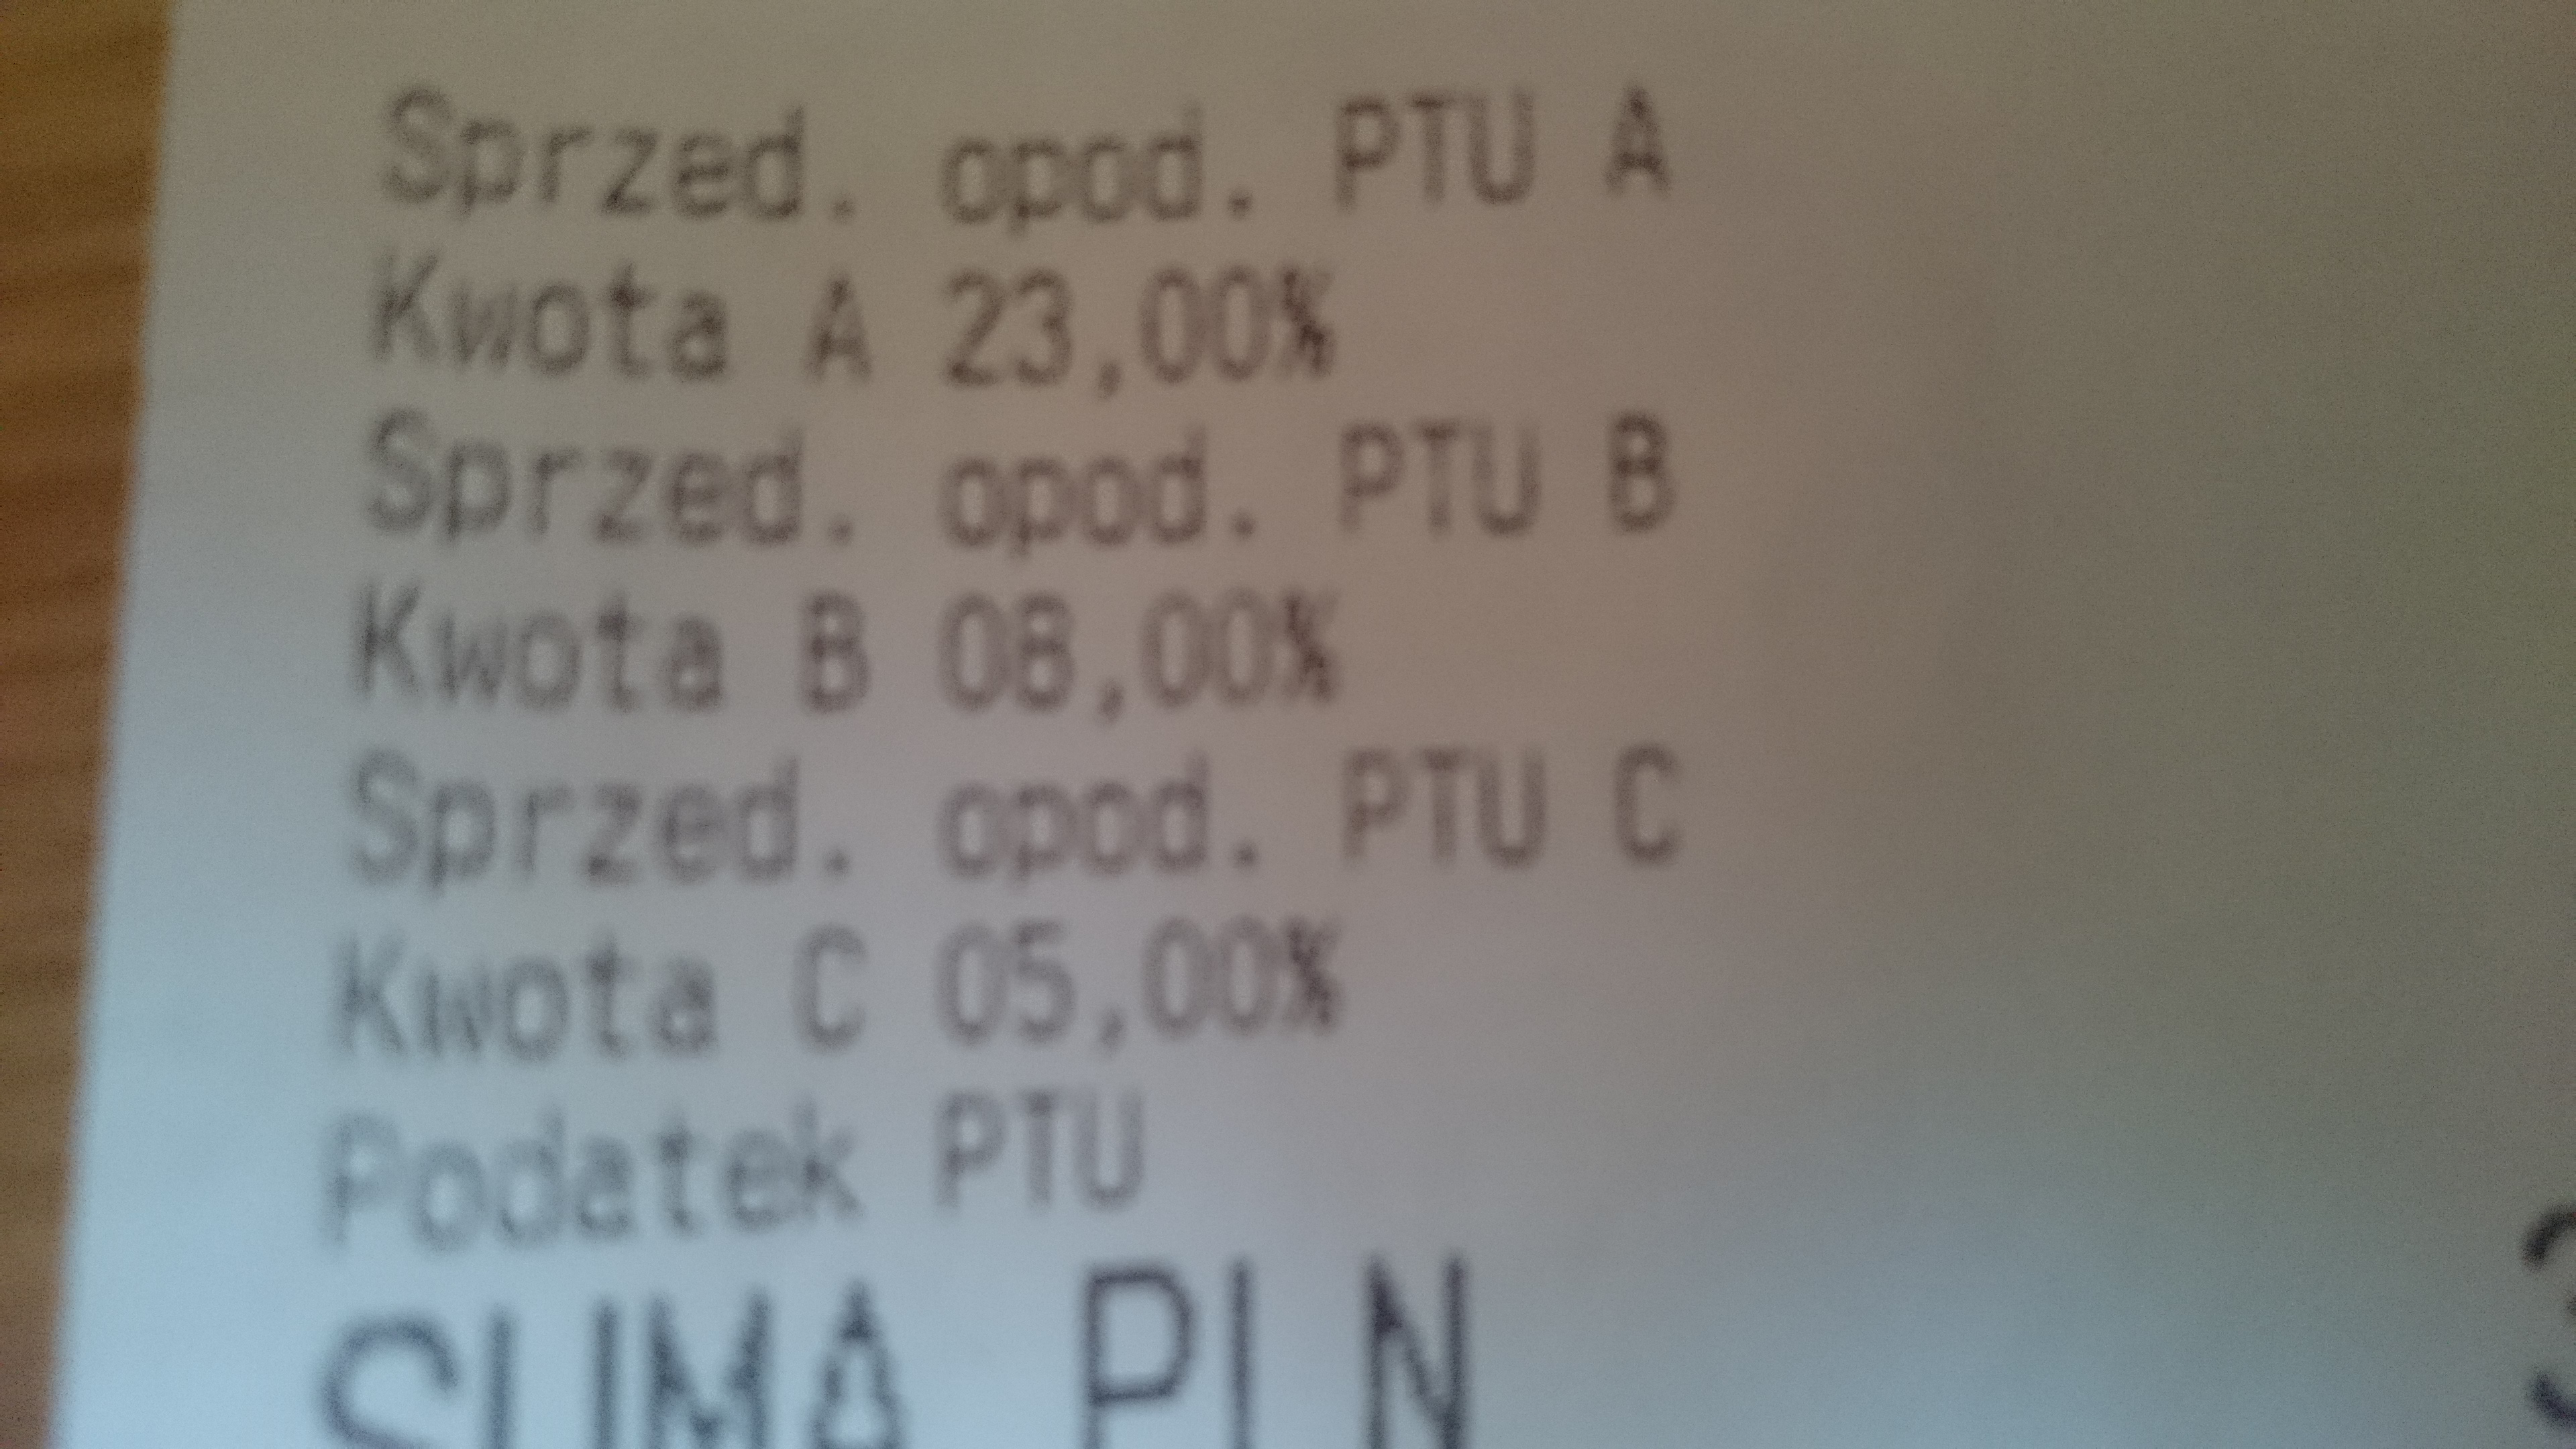 Sprzed. opod. PTU A
Kwota A 23,00%
Sprzed. opod. PTU B
Kwota B 08,00%
Sprzed. opod. PTU C
Kwota C 05,00%
Podatek PTU
SUMA PLN